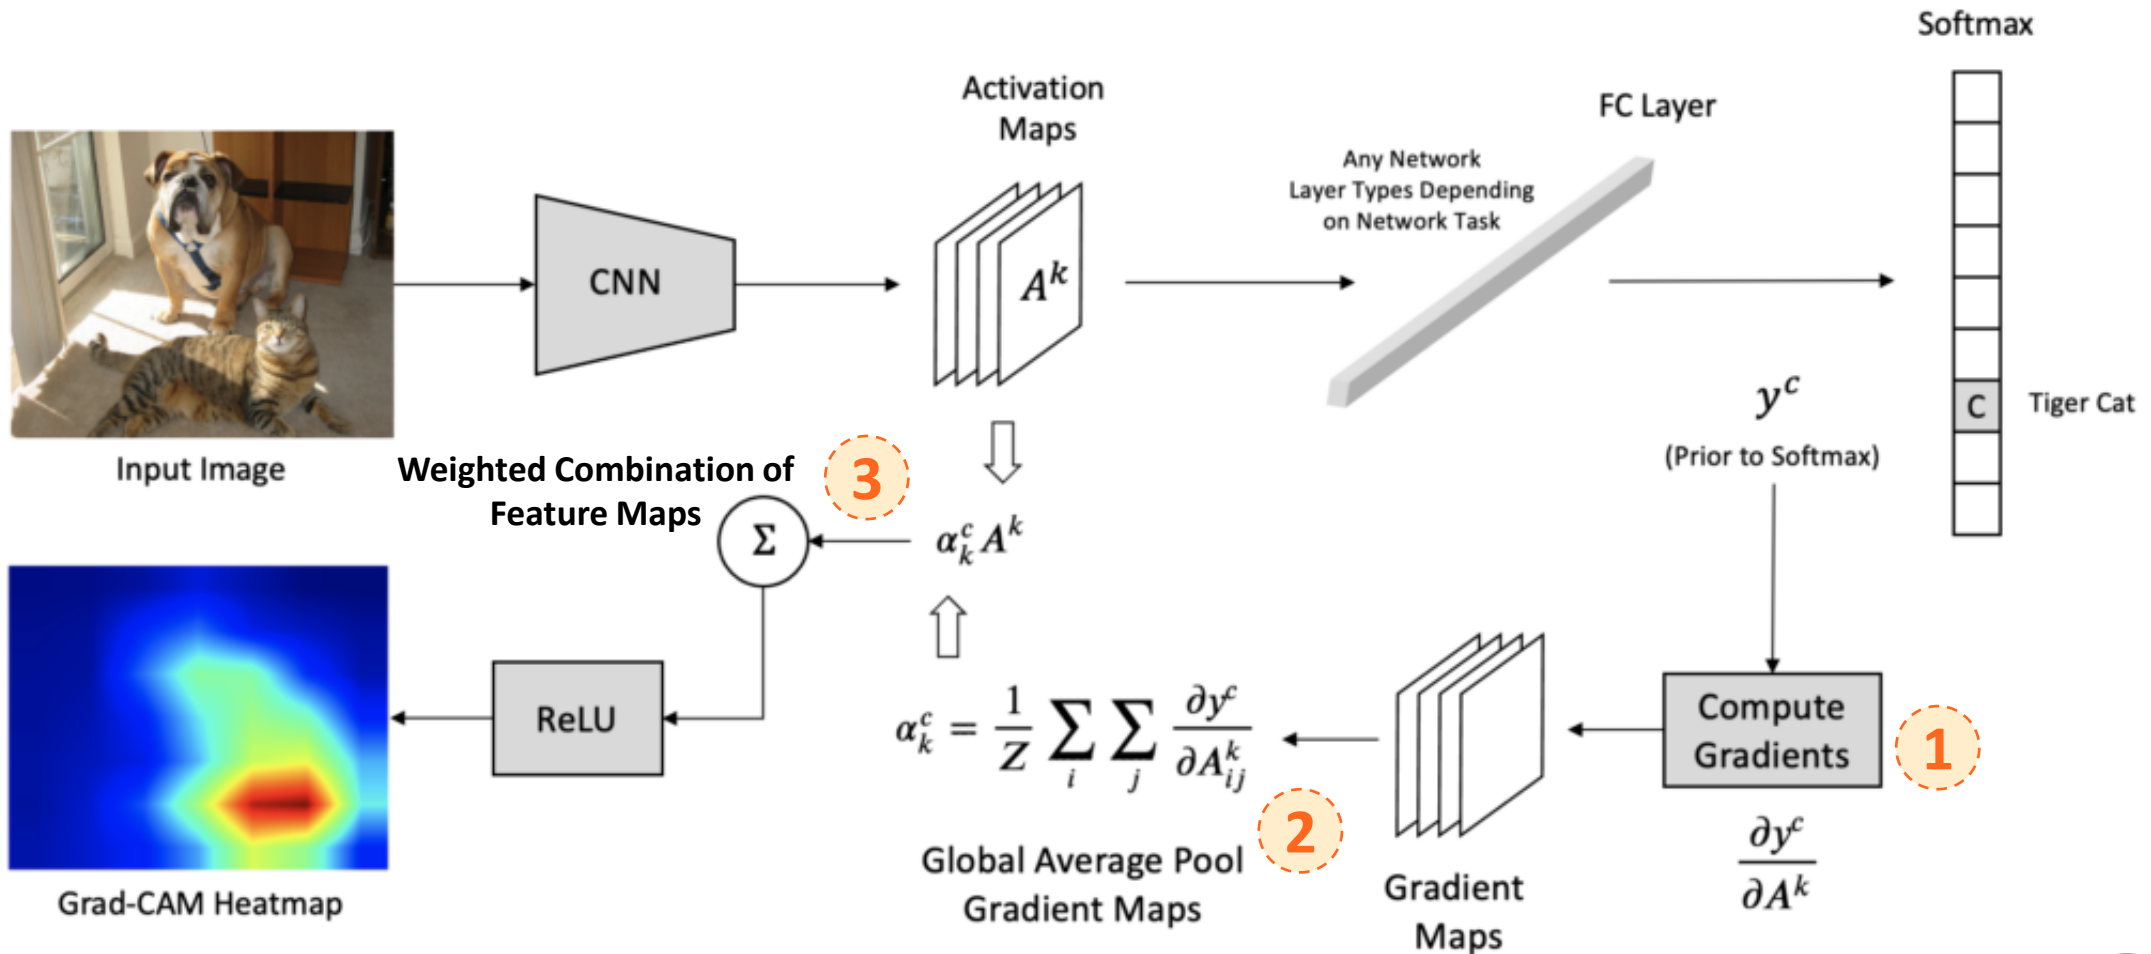 Softmax
Activation
Maps
FC Layer
Any Network
Layer Types Depending
on Network Task
CNN
A^k
y^c
(Prior to Softmax)
C
Tiger Cat
Input Image
Weighted Combination of
Feature Maps
3
Σ
α_k^c A^k
ReLU
α_k^c = 1/Z Σ_i Σ_j ∂y^c/∂A_{ij}^k
Compute
Gradients
1
2
∂y^c/∂A^k
Global Average Pool
Gradient Maps
Gradient
Maps
Grad-CAM Heatmap